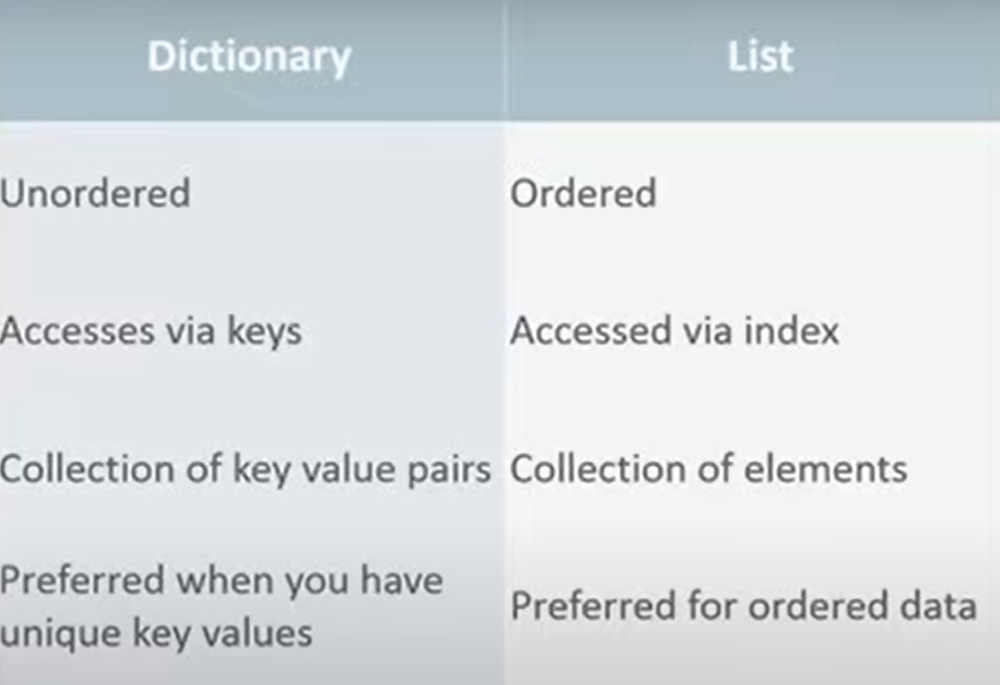 Dictionary List
Unordered Ordered
Accesses via keys Accessed via index
Collection of key value pairs Collection of elements
Preferred when you have
unique key values
Preferred for ordered data